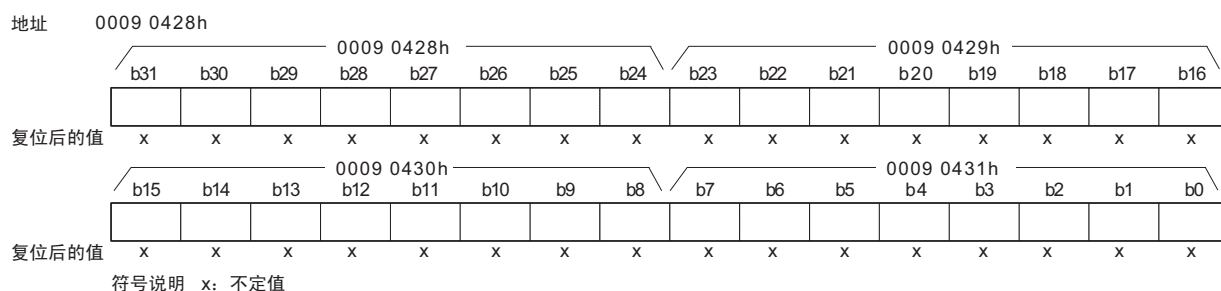 地址 0009 0428h
0009 0428h 0009 0429h
b31 b30 b29 b28 b27 b26 b25 b24 b23 b22 b21 b20 b19 b18 b17 b16
复位后的值 x x x x x x x x x x x x x x x x
0009 0430h 0009 0431h
b15 b14 b13 b12 b11 b10 b9 b8 b7 b6 b5 b4 b3 b2 b1 b0
复位后的值 x x x x x x x x x x x x x x x x
符号说明 x：不定值